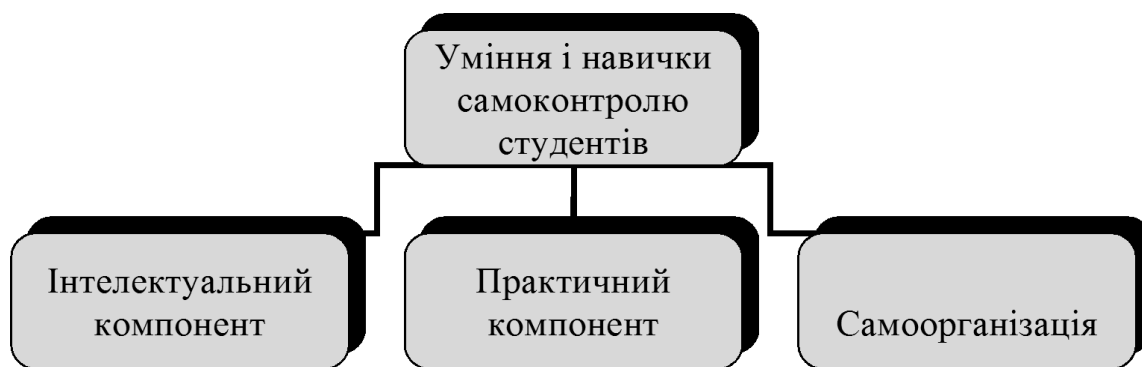 Уміння і навички
самоконтролю
студентів
Інтелектуальний
компонент
Практичний
компонент
Самоорганізація